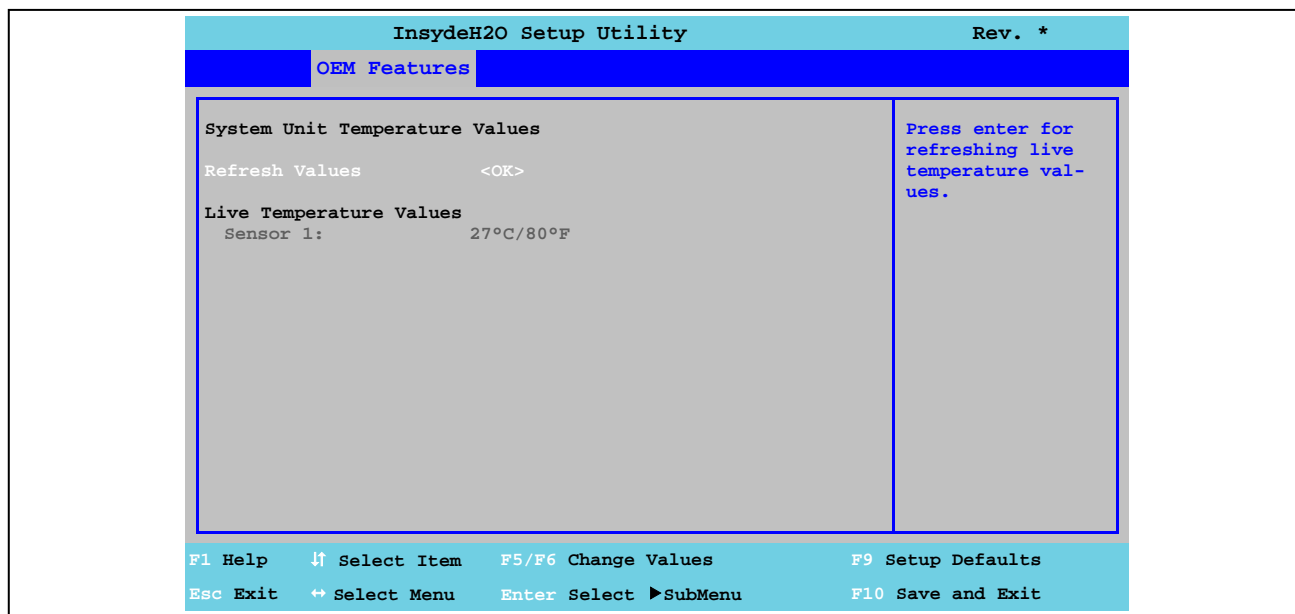 InsydeH2O Setup Utility Rev. *
OEM Features
System Unit Temperature Values
Refresh Values <OK>
Live Temperature Values
Sensor 1: 27°C/80°F
Press enter for
refreshing live
temperature val-
ues.
F1 Help ↓↑ Select Item F5/F6 Change Values F9 Setup Defaults
Esc Exit ↔ Select Menu Enter Select ▶SubMenu F10 Save and Exit